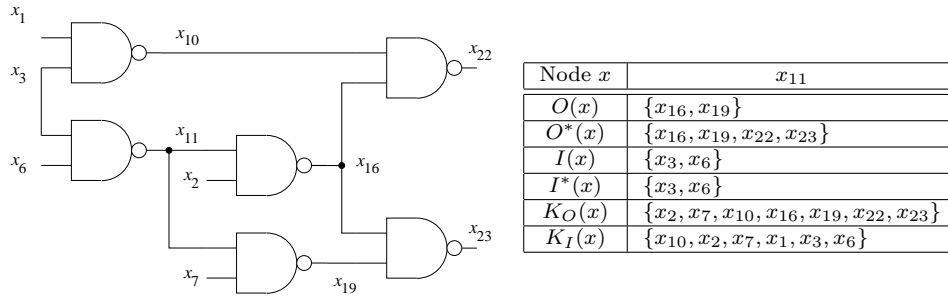 x1
x10
x3
x22
x11
x6
x2
x16
x23
x7
x19
Node x x11
O(x) {x16, x19}
O*(x) {x16, x19, x22, x23}
I(x) {x3, x6}
I*(x) {x3, x6}
KO(x) {x2, x7, x10, x16, x19, x22, x23}
KI(x) {x10, x2, x7, x1, x3, x6}